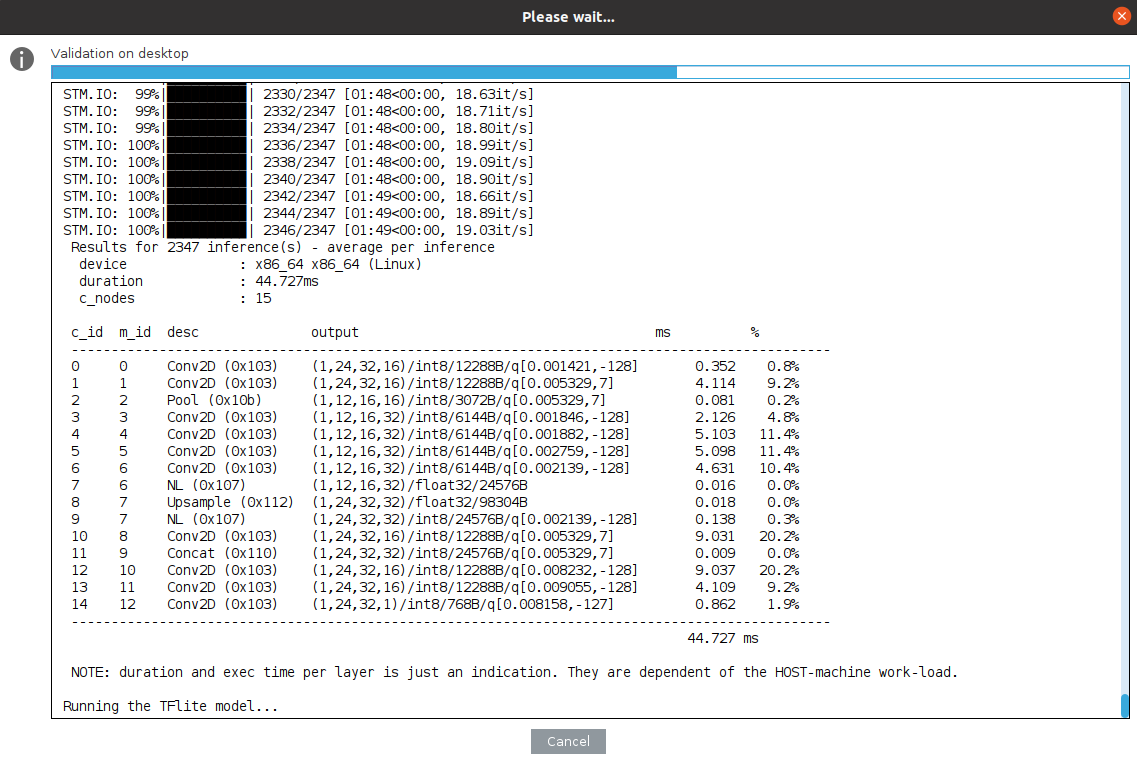 Please wait...
Validation on desktop
STM.IO:  99%|██████████| 2330/2347 [01:48<00:00, 18.63it/s]
STM.IO:  99%|██████████| 2332/2347 [01:48<00:00, 18.71it/s]
STM.IO:  99%|██████████| 2334/2347 [01:48<00:00, 18.80it/s]
STM.IO: 100%|██████████| 2336/2347 [01:48<00:00, 18.99it/s]
STM.IO: 100%|██████████| 2338/2347 [01:48<00:00, 19.09it/s]
STM.IO: 100%|██████████| 2340/2347 [01:48<00:00, 18.90it/s]
STM.IO: 100%|██████████| 2342/2347 [01:49<00:00, 18.66it/s]
STM.IO: 100%|██████████| 2344/2347 [01:49<00:00, 18.89it/s]
STM.IO: 100%|██████████| 2346/2347 [01:49<00:00, 19.03it/s]
Results for 2347 inference(s) - average per inference
device : x86_64 x86_64 (Linux)
duration : 44.727ms
c_nodes : 15
c_id m_id desc output ms %
-----------------------------------------------------------------------------------------------
0 0 Conv2D (0x103) (1,24,32,16)/int8/12288B/q[0.001421,-128] 0.352 0.8%
1 1 Conv2D (0x103) (1,24,32,16)/int8/12288B/q[0.005329,7] 4.114 9.2%
2 2 Pool (0x10b) (1,12,16,16)/int8/3072B/q[0.005329,7] 0.081 0.2%
3 3 Conv2D (0x103) (1,12,16,32)/int8/6144B/q[0.001846,-128] 2.126 4.8%
4 4 Conv2D (0x103) (1,12,16,32)/int8/6144B/q[0.001882,-128] 5.103 11.4%
5 5 Conv2D (0x103) (1,12,16,32)/int8/6144B/q[0.002759,-128] 5.098 11.4%
6 6 Conv2D (0x103) (1,12,16,32)/int8/6144B/q[0.002139,-128] 4.631 10.4%
7 6 NL (0x107) (1,12,16,32)/float32/24576B 0.016 0.0%
8 7 Upsample (0x112) (1,24,32,32)/float32/98304B 0.018 0.0%
9 7 NL (0x107) (1,24,32,32)/int8/24576B/q[0.002139,-128] 0.138 0.3%
10 8 Conv2D (0x103) (1,24,32,16)/int8/12288B/q[0.005329,7] 9.031 20.2%
11 9 Concat (0x110) (1,24,32,32)/int8/24576B/q[0.005329,7] 0.009 0.0%
12 10 Conv2D (0x103) (1,24,32,16)/int8/12288B/q[0.008232,-128] 9.037 20.2%
13 11 Conv2D (0x103) (1,24,32,16)/int8/12288B/q[0.009055,-128] 4.109 9.2%
14 12 Conv2D (0x103) (1,24,32,1)/int8/768B/q[0.008158,-127] 0.862 1.9%
-----------------------------------------------------------------------------------------------
44.727 ms
NOTE: duration and exec time per layer is just an indication. They are dependent of the HOST-machine work-load.
Running the TFlite model...
Cancel